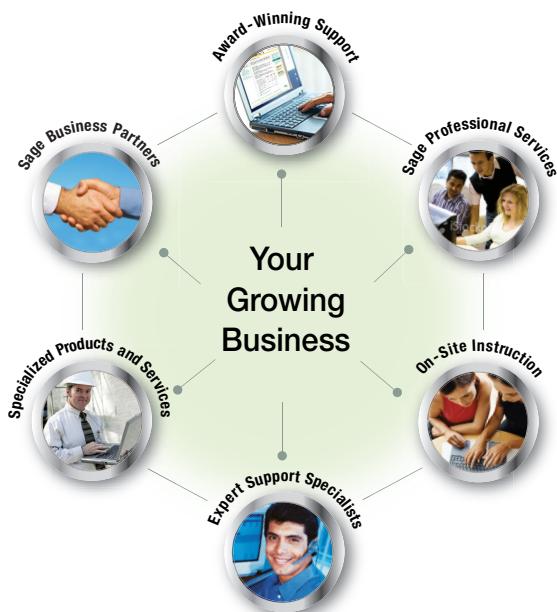 Award-Winning Support
Sage Business Partners
Sage Professional Services
Your
Growing
Business
Specialized Products and Services
On-Site Instruction
Expert Support Specialists